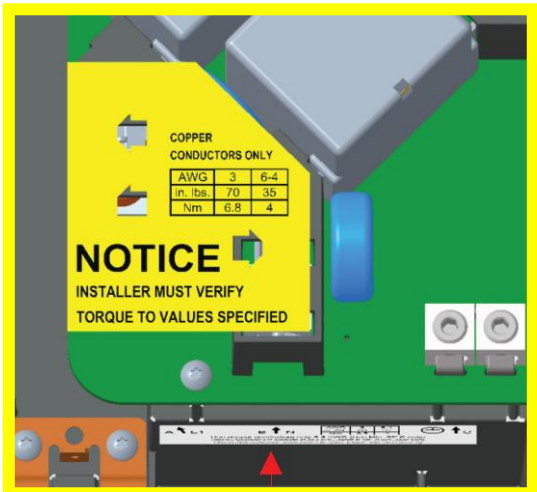 COPPER
CONDUCTORS ONLY
AWG 3 6-4
in. lbs. 70 35
Nm 6.8 4
NOTICE
INSTALLER MUST VERIFY
TORQUE TO VALUES SPECIFIED
A L1 N